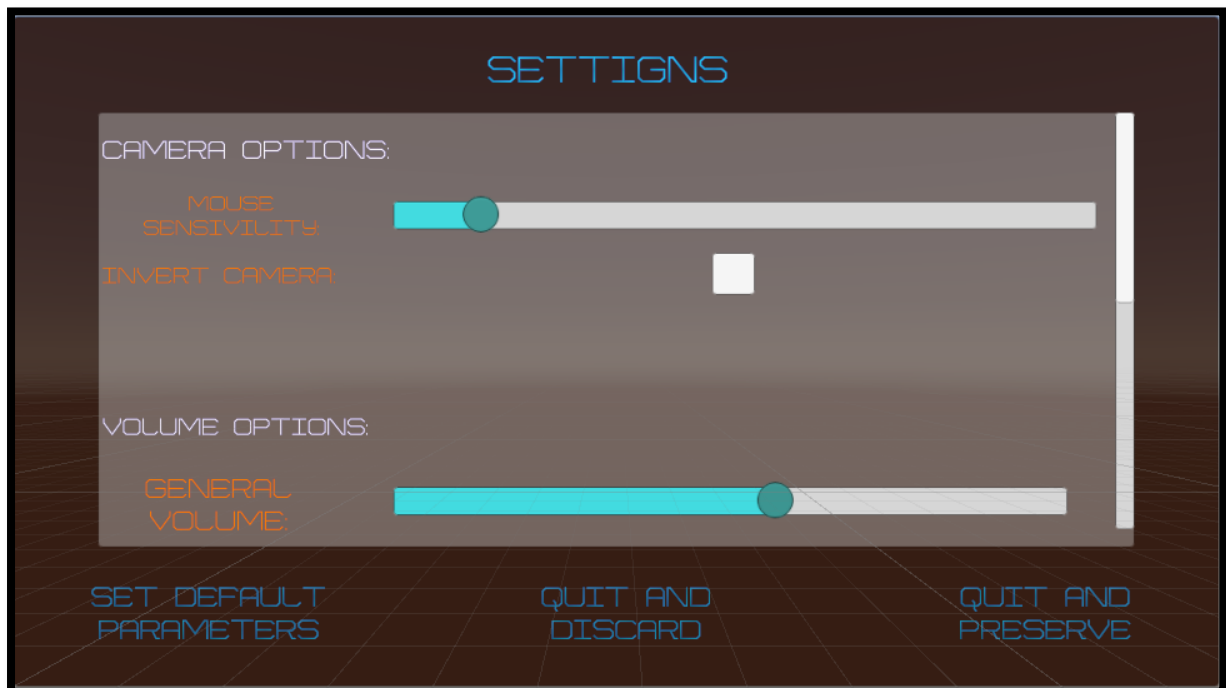 SETTIGNS
CAMERA OPTIONS:
MOUSE
SENSIVILITY:
INVERT CAMERA:
VOLUME OPTIONS:
GENERAL
VOLUME:
SET DEFAULT
PARAMETERS
QUIT AND
DISCARD
QUIT AND
PRESERVE